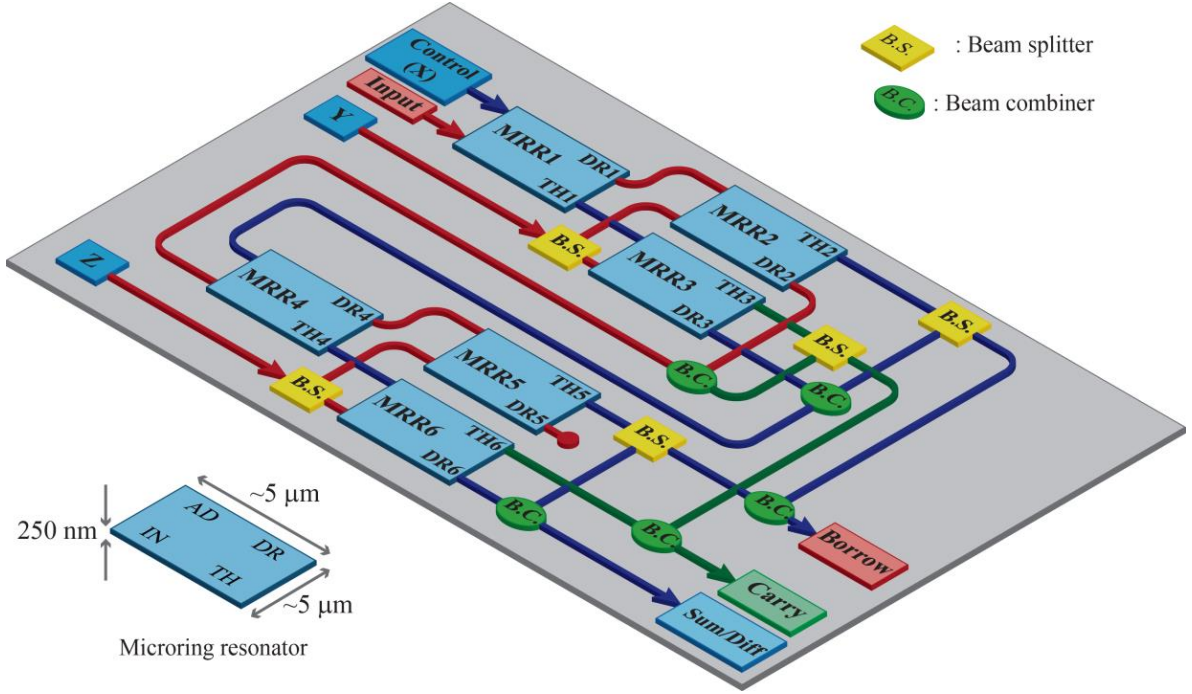 B.S.
: Beam splitter
B.C.
: Beam combiner
Control
(X)
Input
Y
MRR1
DR1
TH1
B.S.
MRR2
TH2
DR2
MRR3
TH3
DR3
B.S.
B.S.
Z
MRR4
DR4
TH4
B.C.
B.C.
B.S.
MRR5
TH5
DR5
MRR6
TH6
DR6
B.S.
B.C.
B.C.
B.C.
Borrow
Carry
Sum/Diff
~5 μm
250 nm
AD
IN
DR
TH
~5 μm
Microring resonator